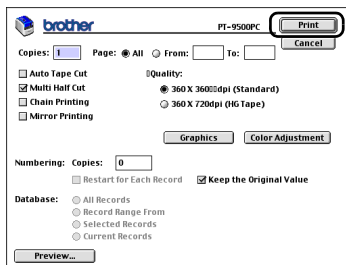 brother PT-9500PC Print
Copies: 1 Page: All From: To: Cancel
Auto Tape Cut Quality:
Multi Half Cut 360 X 360 dpi (Standard)
Chain Printing 360 X 720dpi (HG Tape)
Mirror Printing
Graphics Color Adjustment
Numbering: Copies: 0
Restart for Each Record Keep the Original Value
Database: All Records
Record Range From
Selected Records
Current Records
Preview...